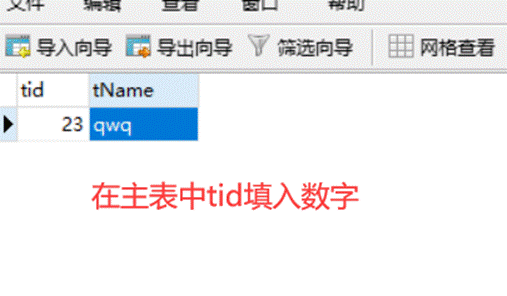 文件 编辑 查看 窗口 帮助
导入向导 导出向导 筛选向导 网格查看
tid tName
23 qwq
在主表中tid填入数字